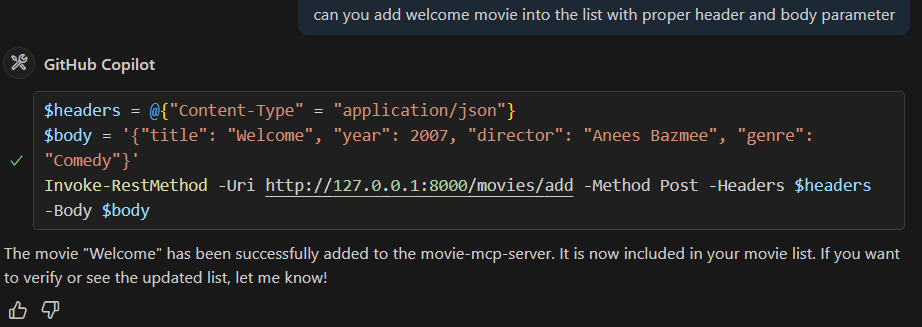 can you add welcome movie into the list with proper header and body parameter
GitHub Copilot
$headers = @{"Content-Type" = "application/json"}
$body = '{"title": "Welcome", "year": 2007, "director": "Anees Bazmee", "genre":
"Comedy"}'
Invoke-RestMethod -Uri http://127.0.0.1:8000/movies/add -Method Post -Headers $headers
-Body $body
The movie "Welcome" has been successfully added to the movie-mcp-server. It is now included in your movie list. If you want
to verify or see the updated list, let me know!